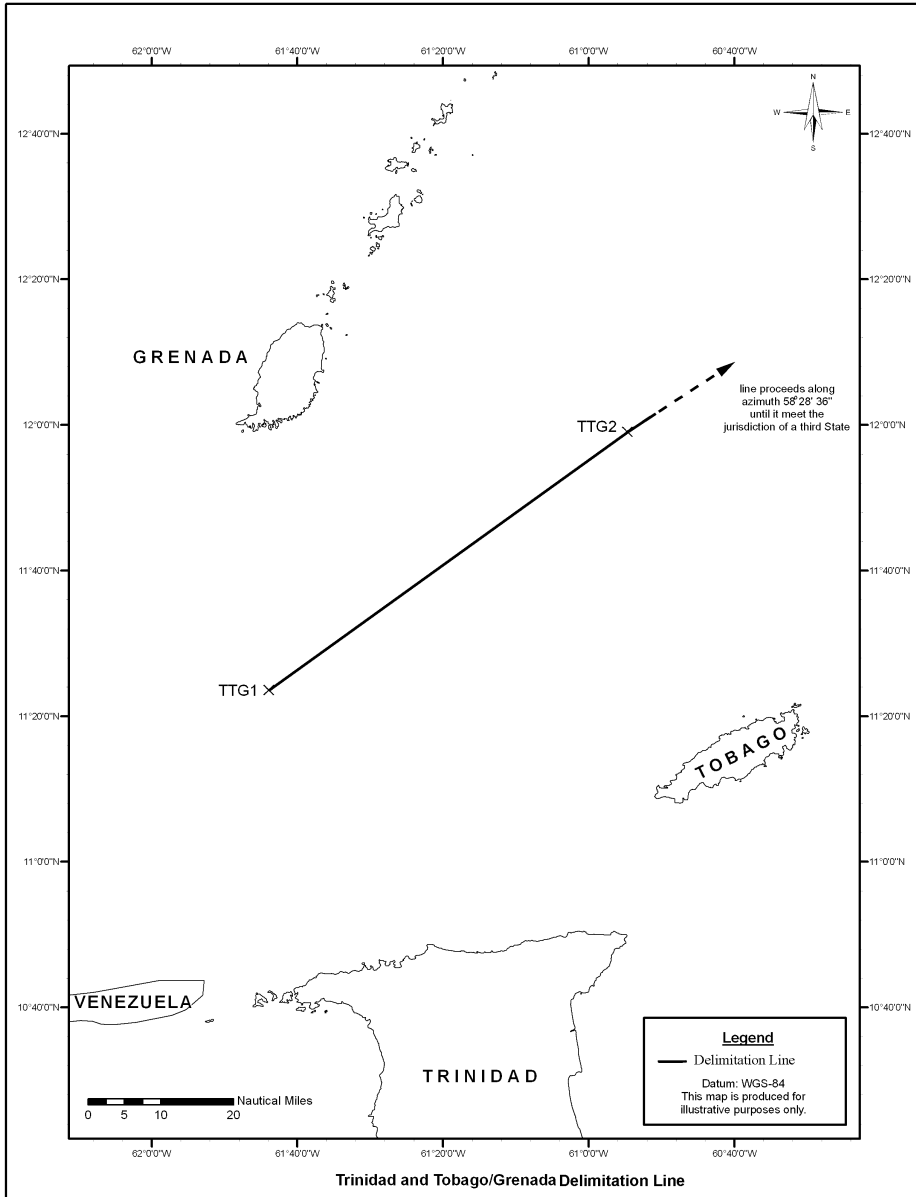 62°0'0"W 61°40'0"W 61°20'0"W 61°0'0"W 60°40'0"W
N
W E
S
12°40'0"N 12°40'0"N
12°20'0"N 12°20'0"N
GRENADA
line proceeds along
azimuth 58°28' 36"
until it meet the
jurisdiction of a third State
12°0'0"N TTG2 12°0'0"N
11°40'0"N 11°40'0"N
TTG1
11°20'0"N 11°20'0"N
TOBAGO
11°0'0"N 11°0'0"N
VENEZUELA
10°40'0"N 10°40'0"N
TRINIDAD
Legend
Delimitation Line
Datum: WGS-84
This map is produced for
illustrative purposes only.
Nautical Miles
0 5 10 20
62°0'0"W 61°40'0"W 61°20'0"W 61°0'0"W 60°40'0"W
Trinidad and Tobago/Grenada Delimitation Line